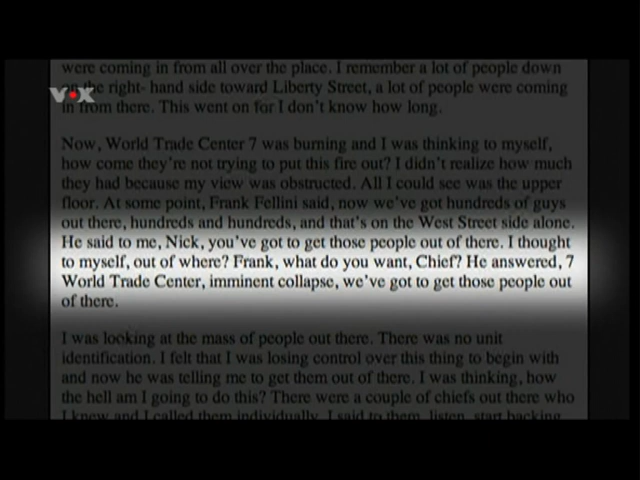 were coming in from all over the place. I remember a lot of people down
on the right- hand side toward Liberty Street, a lot of people were coming
VOX
in from there. This went on for I don't know how long.
Now, World Trade Center 7 was burning and I was thinking to myself,
how come they're not trying to put this fire out? I didn't realize how much
they had because my view was obstructed. All I could see was the upper
floor. At some point, Frank Fellini said, now we've got hundreds of guys
out there, hundreds and hundreds, and that's on the West Street side alone.
He said to me, Nick, you've got to get those people out of there. I thought
to myself, out of where? Frank, what do you want, Chief? He answered, 7
World Trade Center, imminent collapse, we've got to get those people out
of there.
I was looking at the mass of people out there. There was no unit
identification. I felt that I was losing control over this thing to begin with
and now he was telling me to get them out of there. I was thinking, how
the hell am I going to do this? There were a couple of chiefs out there who
I knew and I called them individually. I said to them, listen, start backing